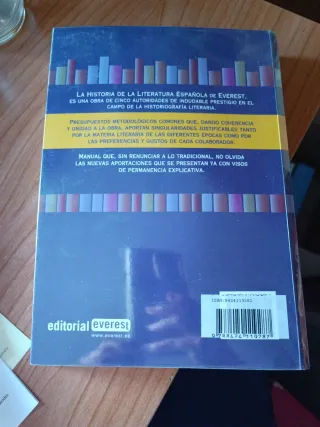 LA HISTORIA DE LA LITERATURA ESPAÑOLA DE EVEREST,
ES UNA OBRA DE CINCO AUTORIDADES DE INDUDABLE PRESTIGIO EN EL
CAMPO DE LA HISTORIOGRAFÍA LITERARIA.
PRESUPUESTOS METODOLÓGICOS COMUNES QUE, DANDO COHERENCIA
Y UNIDAD A LA OBRA, APORTAN SINGULARIDADES JUSTIFICABLES TANTO
POR LA MATERIA LITERARIA DE LAS DIFERENTES ÉPOCAS COMO POR
LAS PREFERENCIAS Y GUSTOS DE CADA COLABORADOR.
MANUAL QUE, SIN RENUNCIAR A LO TRADICIONAL, NO OLVIDA
LAS NUEVAS APORTACIONES QUE SE PRESENTAN YA CON VISOS
DE PERMANENCIA EXPLICATIVA.
editorial everest
www.everest.es